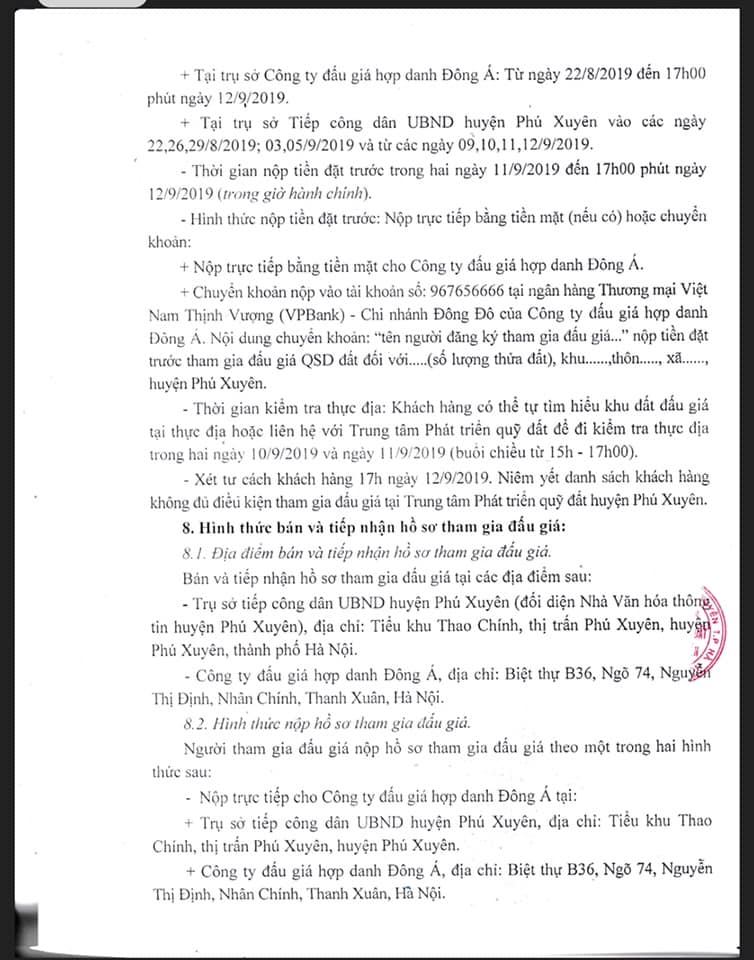 + Tại trụ sở Công ty đấu giá hợp danh Đông Á: Từ ngày 22/8/2019 đến 17h00
phút ngày 12/9/2019.
+ Tại trụ sở Tiếp công dân UBND huyện Phú Xuyên vào các ngày
22,26,29/8/2019; 03,05/9/2019 và từ các ngày 09,10,11,12/9/2019.
- Thời gian nộp tiền đặt trước trong hai ngày 11/9/2019 đến 17h00 phút ngày
12/9/2019 (trong giờ hành chính).
- Hình thức nộp tiền đặt trước: Nộp trực tiếp bằng tiền mặt (nếu có) hoặc chuyển
khoản:
+ Nộp trực tiếp bằng tiền mặt cho Công ty đấu giá hợp danh Đông Á.
+ Chuyển khoản nộp vào tài khoản số: 967656666 tại ngân hàng Thương mại Việt
Nam Thịnh Vượng (VPBank) - Chi nhánh Đông Đô của Công ty đấu giá hợp danh
Đông Á. Nội dung chuyển khoản: “tên người đăng ký tham gia đấu giá...” nộp tiền đặt
trước tham gia đấu giá QSD đất đối với.....(số lượng thửa đất), khu......,thôn....., xã......,
huyện Phú Xuyên.
- Thời gian kiểm tra thực địa: Khách hàng có thể tự tìm hiểu khu đất đấu giá
tại thực địa hoặc liên hệ với Trung tâm Phát triển quỹ đất để đi kiểm tra thực địa
trong hai ngày 10/9/2019 và ngày 11/9/2019 (buổi chiều từ 15h - 17h00).
- Xét tư cách khách hàng 17h ngày 12/9/2019. Niêm yết danh sách khách hàng
không đủ điều kiện tham gia đấu giá tại Trung tâm Phát triển quỹ đất huyện Phú Xuyên.
8. Hình thức bán và tiếp nhận hồ sơ tham gia đấu giá:
8.1. Địa điểm bán và tiếp nhận hồ sơ tham gia đấu giá.
Bán và tiếp nhận hồ sơ tham gia đấu giá tại các địa điểm sau:
- Trụ sở tiếp công dân UBND huyện Phú Xuyên (đối diện Nhà Văn hóa thông
tin huyện Phú Xuyên), địa chỉ: Tiểu khu Thao Chính, thị trấn Phú Xuyên, huyện
Phú Xuyên, thành phố Hà Nội.
- Công ty đấu giá hợp danh Đông Á, địa chỉ: Biệt thự B36, Ngõ 74, Nguyễn
Thị Định, Nhân Chính, Thanh Xuân, Hà Nội.
8.2. Hình thức nộp hồ sơ tham gia đấu giá.
Người tham gia đấu giá nộp hồ sơ tham gia đấu giá theo một trong hai hình
thức sau:
- Nộp trực tiếp cho Công ty đấu giá hợp danh Đông Á tại:
+ Trụ sở tiếp công dân UBND huyện Phú Xuyên, địa chỉ: Tiểu khu Thao
Chính, thị trấn Phú Xuyên, huyện Phú Xuyên.
+ Công ty đấu giá hợp danh Đông Á, địa chỉ: Biệt thự B36, Ngõ 74, Nguyễn
Thị Định, Nhân Chính, Thanh Xuân, Hà Nội.